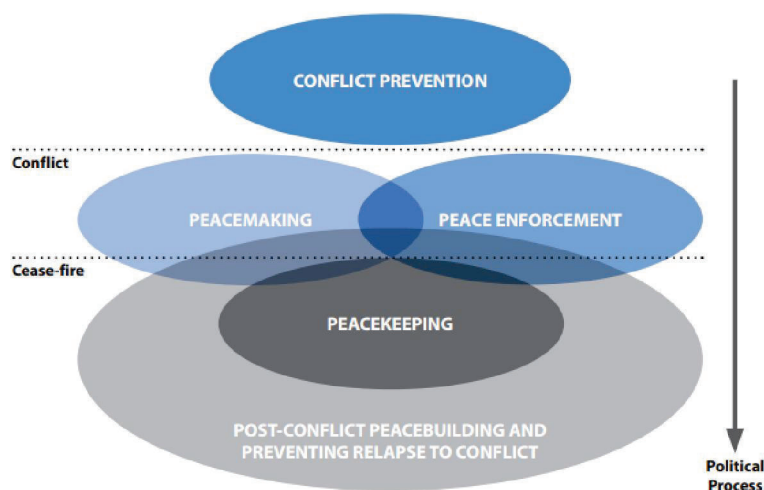 CONFLICT PREVENTION
Conflict
PEACEMAKING
PEACE ENFORCEMENT
Cease-fire
PEACEKEEPING
POST-CONFLICT PEACEBUILDING AND
PREVENTING RELAPSE TO CONFLICT
Political
Process